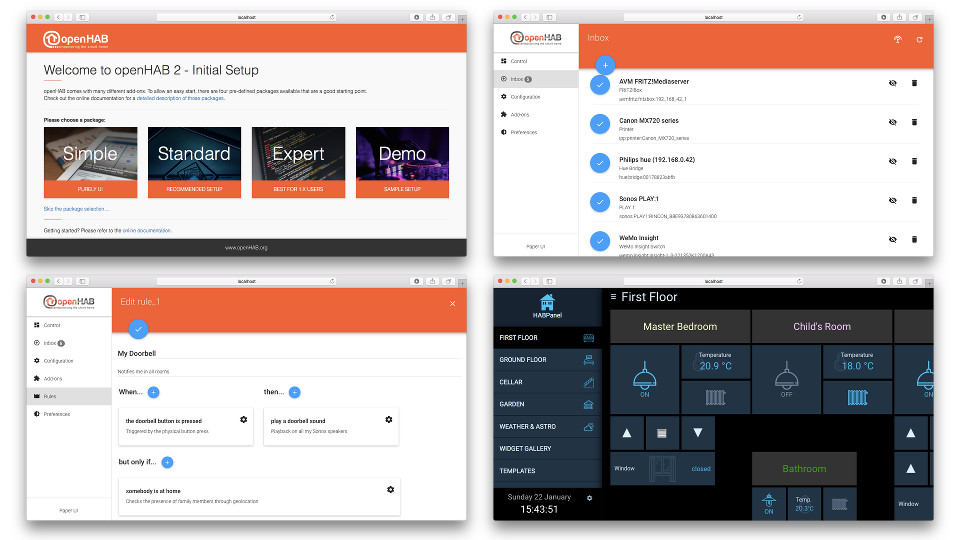 localhost
openHAB
empowering the smart home
Welcome to openHAB 2 - Initial Setup
openHAB comes with many different add-ons. To allow an easy start, there are four pre-defined packages available that are a good starting point.
Check out the online documentation for a detailed description of these packages.
Please choose a package:
Simple
PURELY UI
Standard
RECOMMENDED SETUP
Expert
BEST FOR 1.X USERS
Demo
SAMPLE SETUP
Skip the package selection...
Getting started? Please refer to the online documentation.
www.openHAB.org
localhost
openHAB
empowering the smart home
Inbox
Control
Inbox 5
Configuration
Add-ons
Preferences
Paper UI
AVM FRITZ!Mediaserver
FRITZ!Box
avmfritz:fritzbox:192_168_42_1
Canon MX720 series
Printer
ipp:printer:Canon_MX720_series
Philips hue (192.168.0.42)
Hue Bridge
hue:bridge:00178823abfb
Sonos PLAY:1
PLAY:1
WeMo Insight
WeMo Insight Switch
localhost
openHAB
empowering the smart home
Edit rule_1
Control
Inbox 5
Configuration
Add-ons
Rules
Preferences
Paper UI
My Doorbell
Notifies me in all rooms.
When...
then...
the doorbell button is pressed
Triggered by the physical button press
play a doorbell sound
Playback on all my Sonos speakers
but only if...
somebody is at home
Checks the presence of family members through geolocation
localhost
HABPanel
FIRST FLOOR
GROUND FLOOR
CELLAR
GARDEN
WEATHER & ASTRO
WIDGET GALLERY
TEMPLATES
Sunday 22 January
15:43:51
First Floor
Master Bedroom
Child's Room
ON
Temperature
20.9 °C
OFF
Temperature
18.0 °C
ON
Window
closed
Bathroom
ON
Temp.
20.3°C
Window